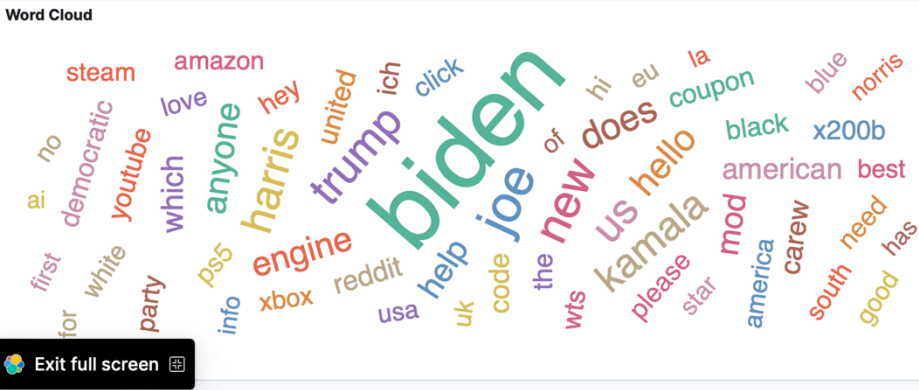 Word Cloud
steam
amazon
love
hey
united
ich
click
biden
hi
eu
la
coupon
blue
norris
no
democratic
youtube
which
anyone
harris
trump
of
does
hello
black
x200b
ai
joe
new
us
american
best
first
white
ps5
engine
reddit
help
code
the
kamala
mod
carew
need
has
for
party
info
xbox
usa
uk
wts
please
star
america
south
good
Exit full screen